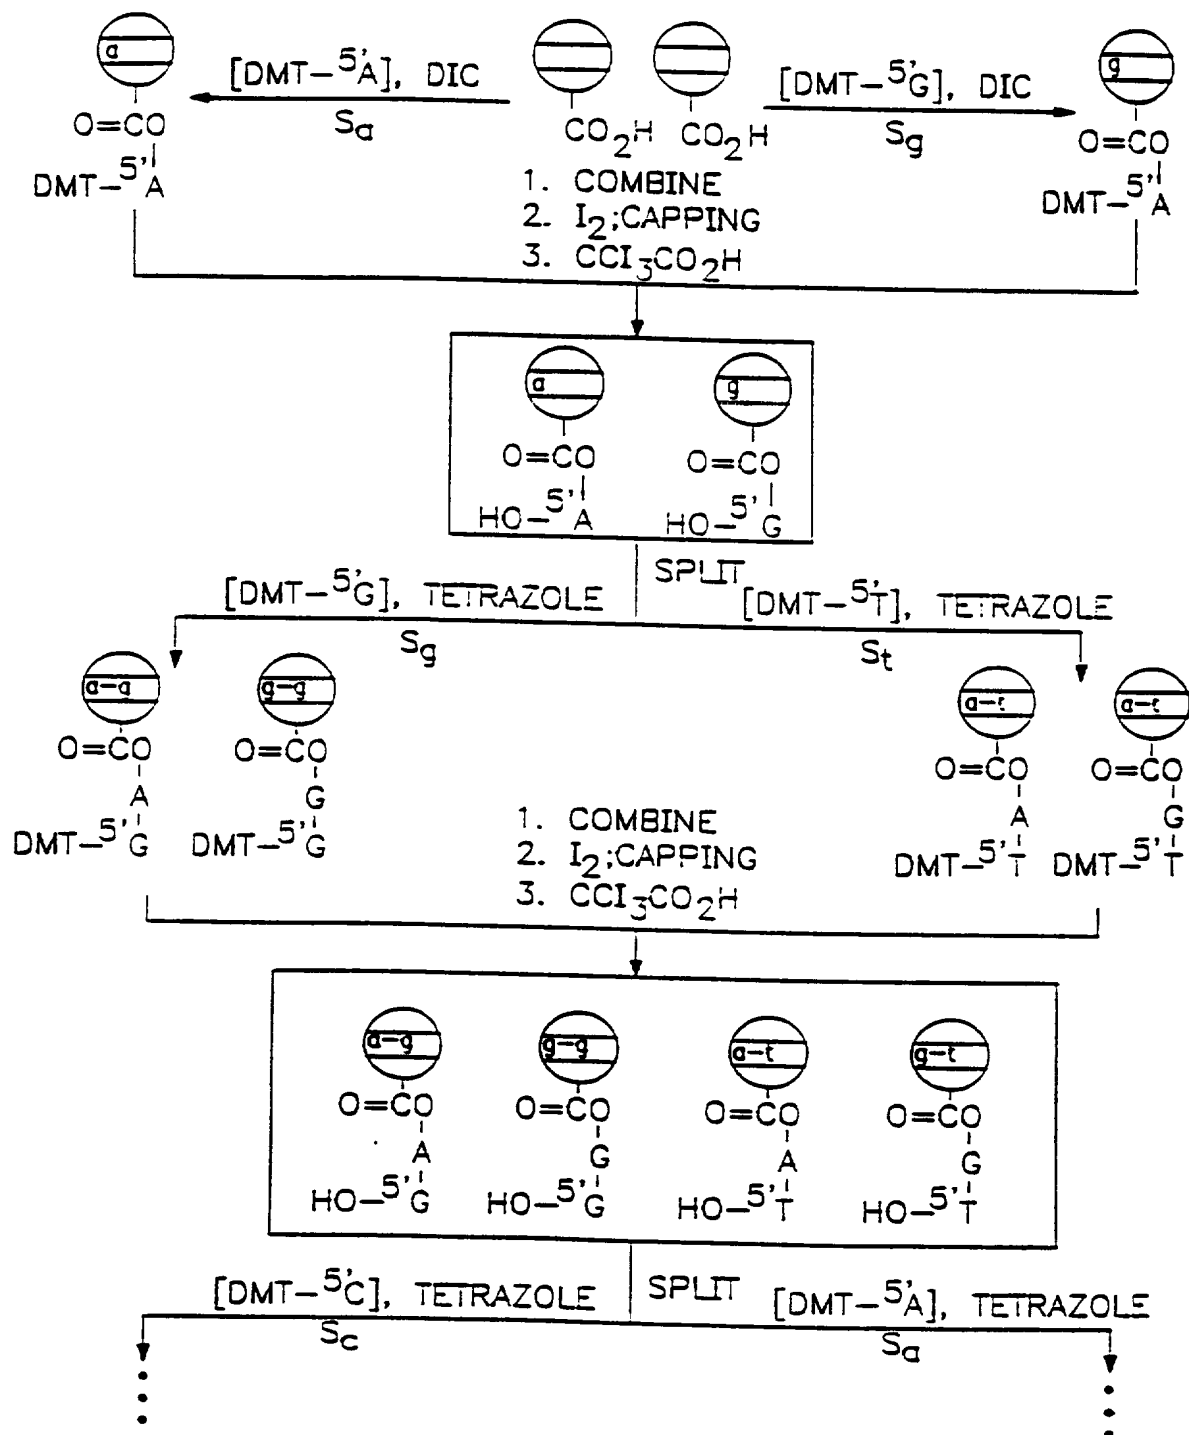 a
[DMT-5'A], DIC
Sa
CO2H
CO2H
[DMT-5'G], DIC
Sg
g
O=CO
DMT-5'A
O=CO
DMT-5'A
1. COMBINE
2. I2;CAPPING
3. CCl3CO2H
a
g
O=CO
O=CO
HO-5'A
HO-5'G
SPLIT
[DMT-5'G], TETRAZOLE
Sg
[DMT-5'T], TETRAZOLE
St
a-g
g-g
a-t
a-t
O=CO
O=CO
O=CO
O=CO
A
G
A
G
DMT-5'G
DMT-5'G
DMT-5'T
DMT-5'T
1. COMBINE
2. I2;CAPPING
3. CCl3CO2H
a-g
g-g
a-t
g-t
O=CO
O=CO
O=CO
O=CO
A
G
A
G
HO-5'G
HO-5'G
HO-5'T
HO-5'T
[DMT-5'C], TETRAZOLE
Sc
SPLIT
[DMT-5'A], TETRAZOLE
Sa